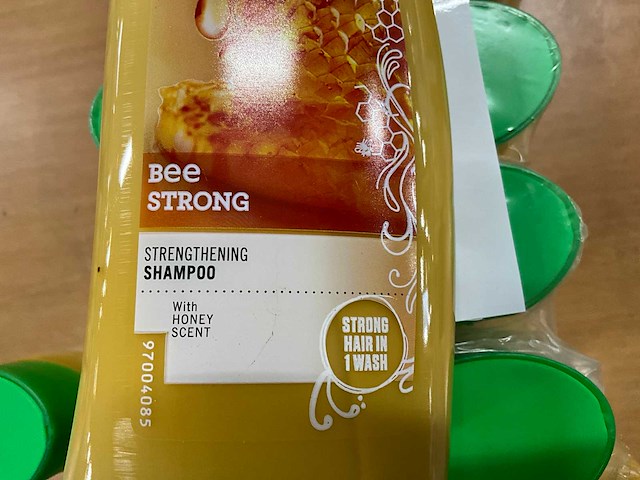 Bee
STRONG
STRENGTHENING
SHAMPOO
With
HONEY
SCENT
STRONG
HAIR IN
1 WASH
97004085